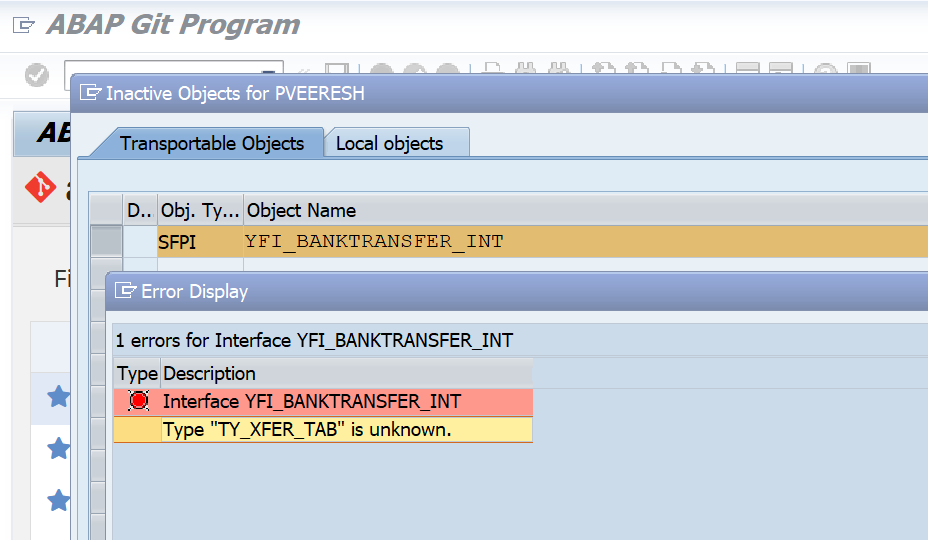 ABAP Git Program
Inactive Objects for PVEERESH
Transportable Objects Local objects
D.. Obj. Ty... Object Name
SFPI YFI_BANKTRANSFER_INT
Error Display
1 errors for Interface YFI_BANKTRANSFER_INT
Type Description
Interface YFI_BANKTRANSFER_INT
Type "TY_XFER_TAB" is unknown.